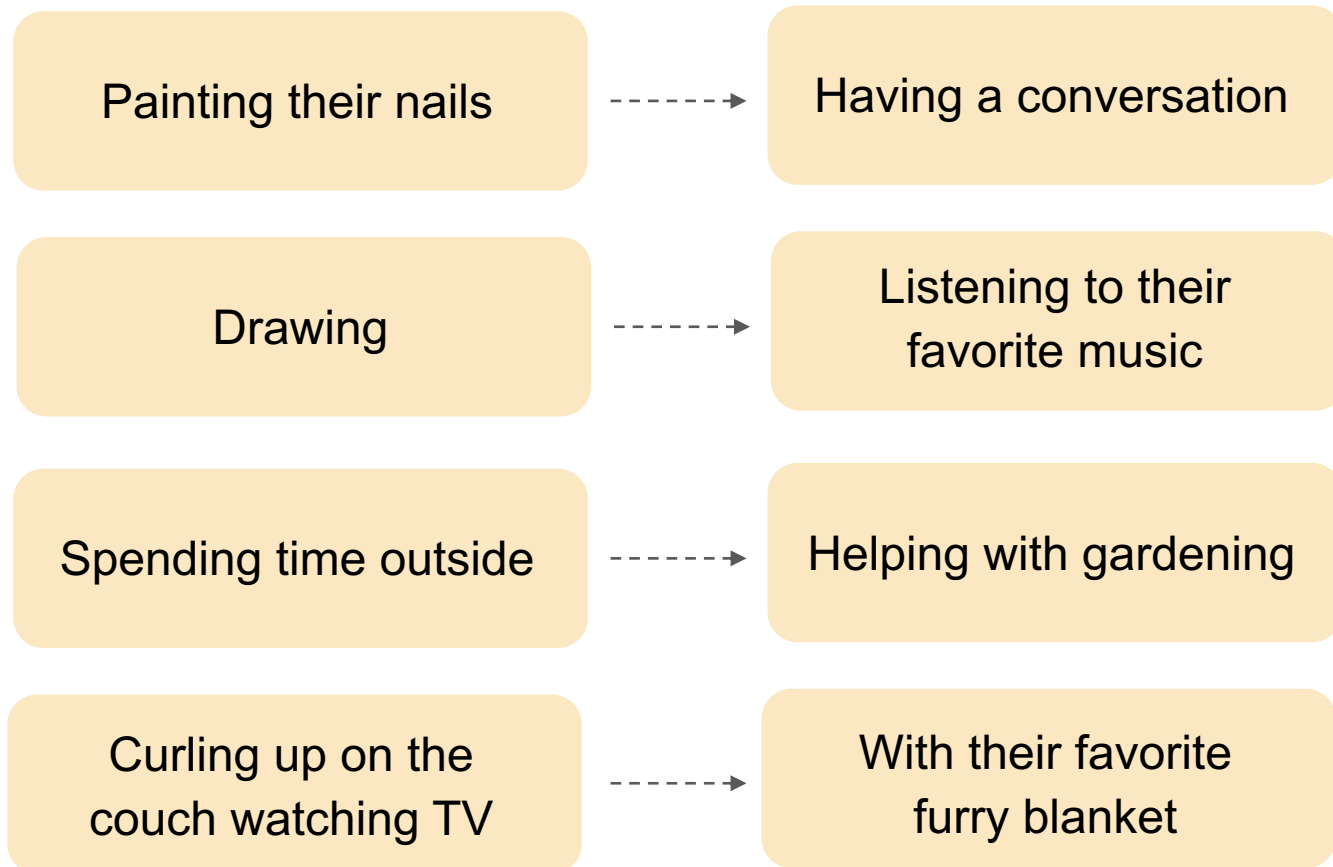 Painting their nails
Having a conversation
Drawing
Listening to their
favorite music
Spending time outside
Helping with gardening
Curling up on the
couch watching TV
With their favorite
furry blanket